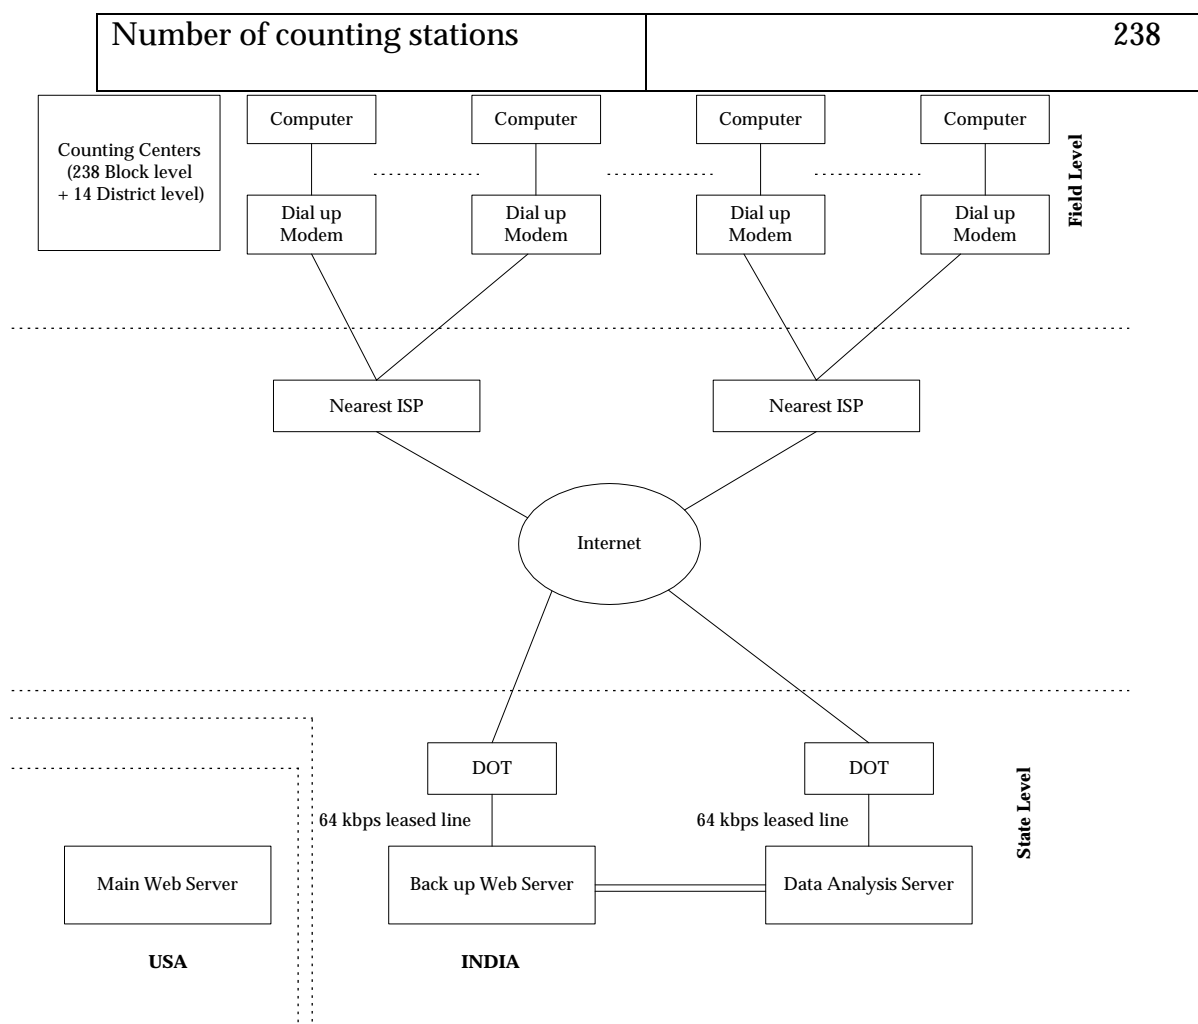 Number of counting stations 238
Counting Centers
(238 Block level
+ 14 District level)
Computer
Computer
Computer
Computer
Dial up
Modem
Dial up
Modem
Dial up
Modem
Dial up
Modem
Field Level
Nearest ISP
Nearest ISP
Internet
DOT
DOT
64 kbps leased line
64 kbps leased line
State Level
Main Web Server
Back up Web Server
Data Analysis Server
USA
INDIA